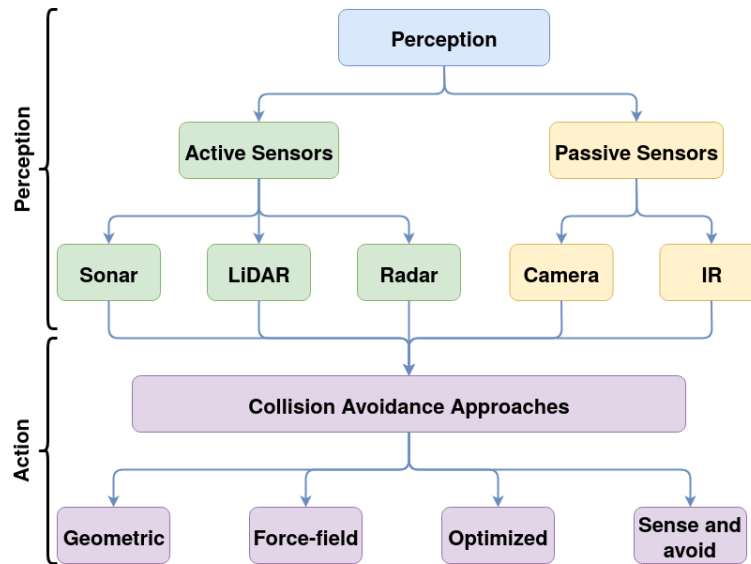 Perception
Perception
Active Sensors
Passive Sensors
Sonar
LiDAR
Radar
Camera
IR
Action
Collision Avoidance Approaches
Geometric
Force-field
Optimized
Sense and
avoid